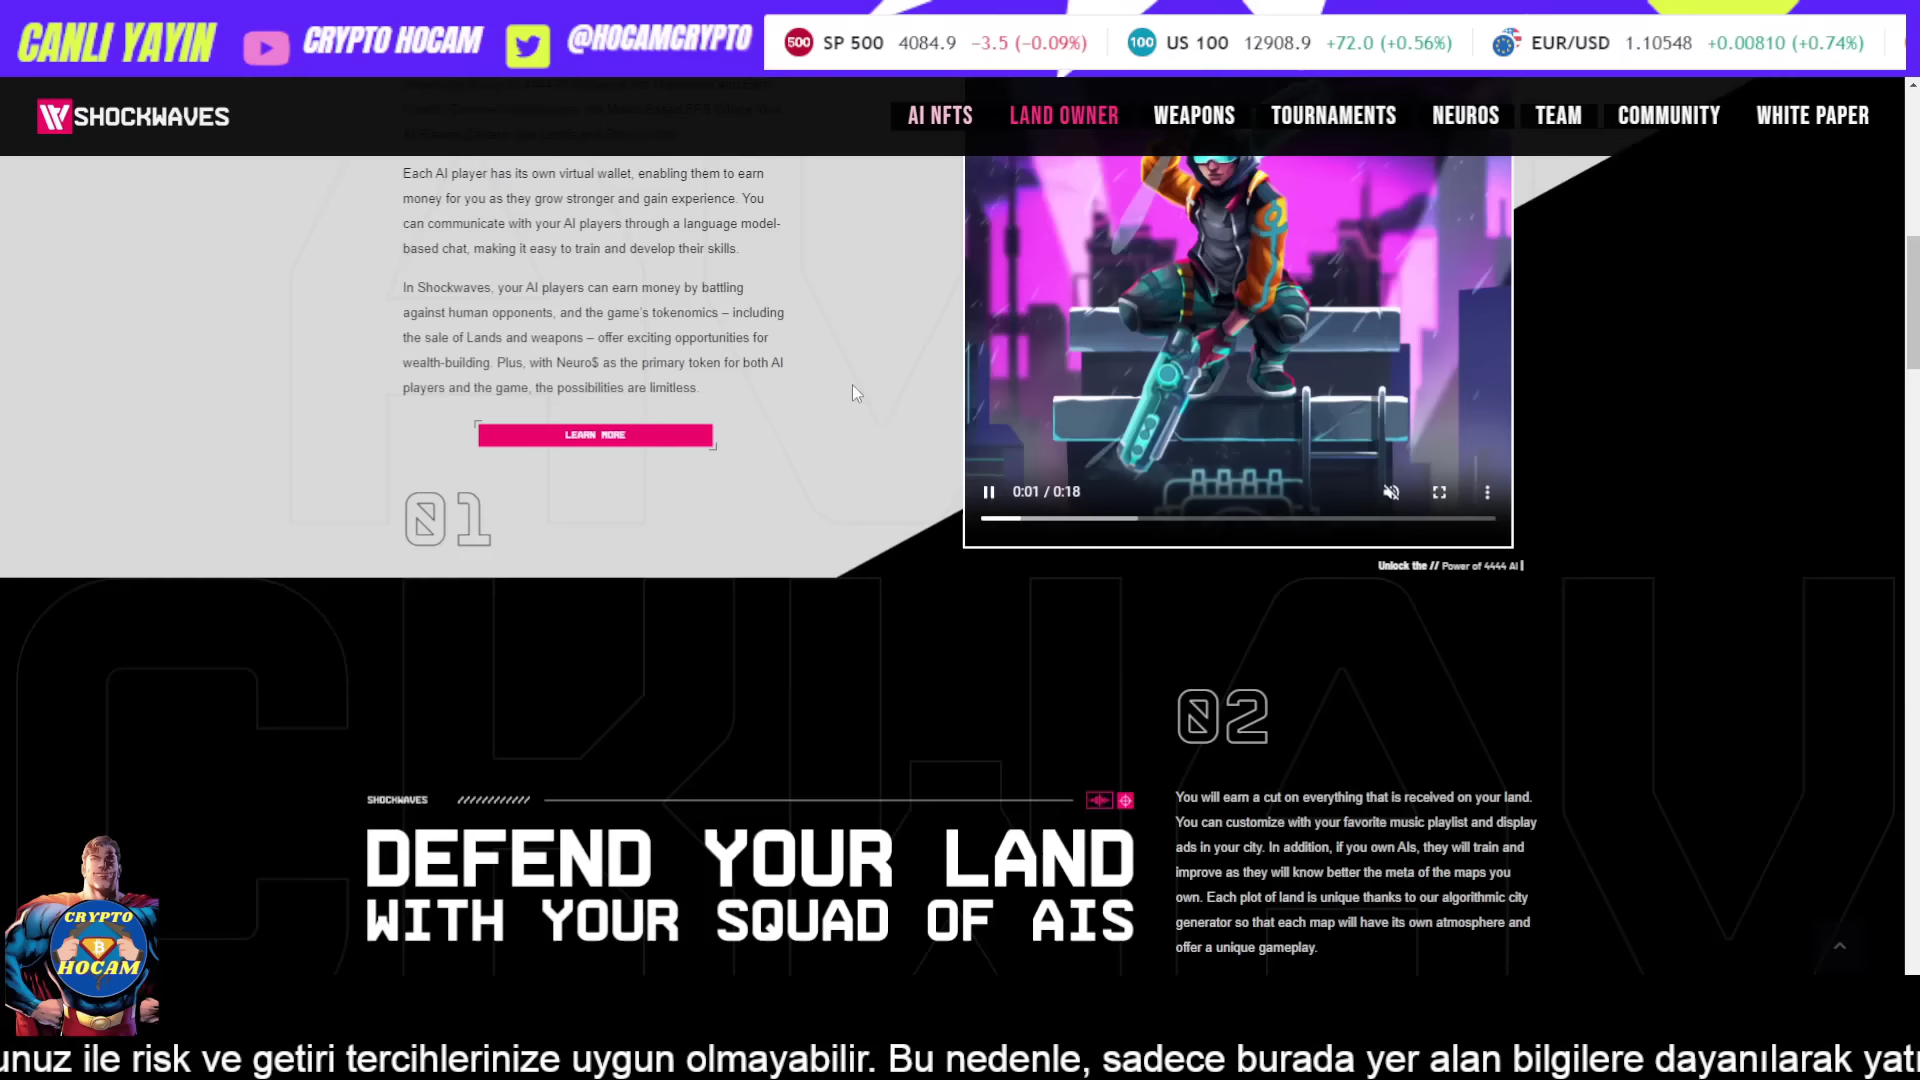 CANLI YAYIN
CRYPTO HOCAM
@HOCAMCRYPTO
500 SP 500 4084.9 −3.5 (−0.09%)
100 US 100 12908.9 +72.0 (+0.56%)
EUR/USD 1.10548 +0.00810 (+0.74%)
SHOCKWAVES
AI NFTS LAND OWNER WEAPONS TOURNAMENTS NEUROS TEAM COMMUNITY WHITE PAPER
Each AI player has its own virtual wallet, enabling them to earn
money for you as they grow stronger and gain experience. You
can communicate with your AI players through a language model-
based chat, making it easy to train and develop their skills.
In Shockwaves, your AI players can earn money by battling
against human opponents, and the game's tokenomics – including
the sale of Lands and weapons – offer exciting opportunities for
wealth-building. Plus, with Neuro$ as the primary token for both AI
players and the game, the possibilities are limitless.
LEARN MORE
01
0:01 / 0:18
Unlock the // Power of 4444 AI
02
SHOCKWAVES
DEFEND YOUR LAND
WITH YOUR SQUAD OF AIS
You will earn a cut on everything that is received on your land.
You can customize with your favorite music playlist and display
ads in your city. In addition, if you own AIs, they will train and
improve as they will know better the meta of the maps you
own. Each plot of land is unique thanks to our algorithmic city
generator so that each map will have its own atmosphere and
offer a unique gameplay.
CRYPTO
HOCAM
unuz ile risk ve getiri tercihlerinize uygun olmayabilir. Bu nedenle, sadece burada yer alan bilgilere dayanılarak yatı